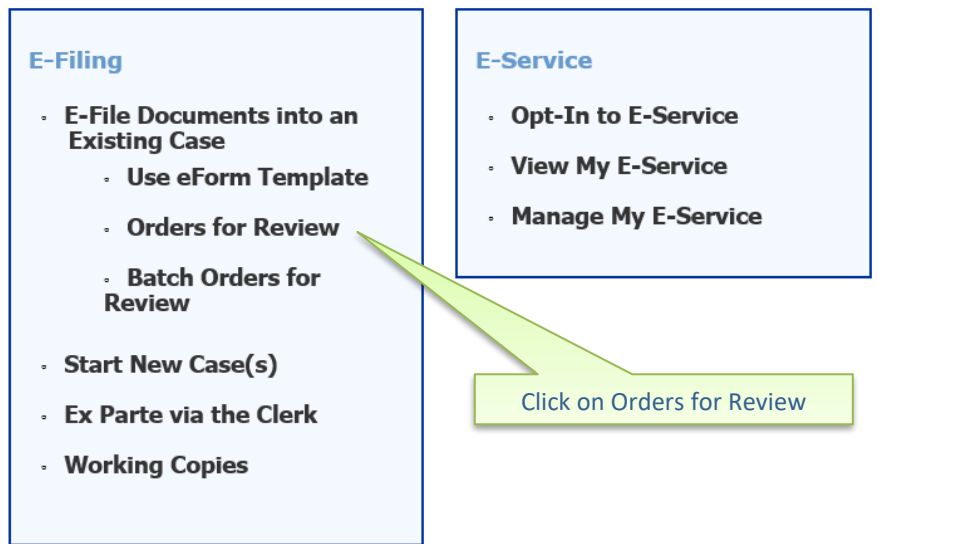 E-Filing
◦ E-File Documents into an
Existing Case
◦ Use eForm Template
◦ Orders for Review
◦ Batch Orders for
Review
◦ Start New Case(s)
◦ Ex Parte via the Clerk
◦ Working Copies
E-Service
◦ Opt-In to E-Service
◦ View My E-Service
◦ Manage My E-Service
Click on Orders for Review